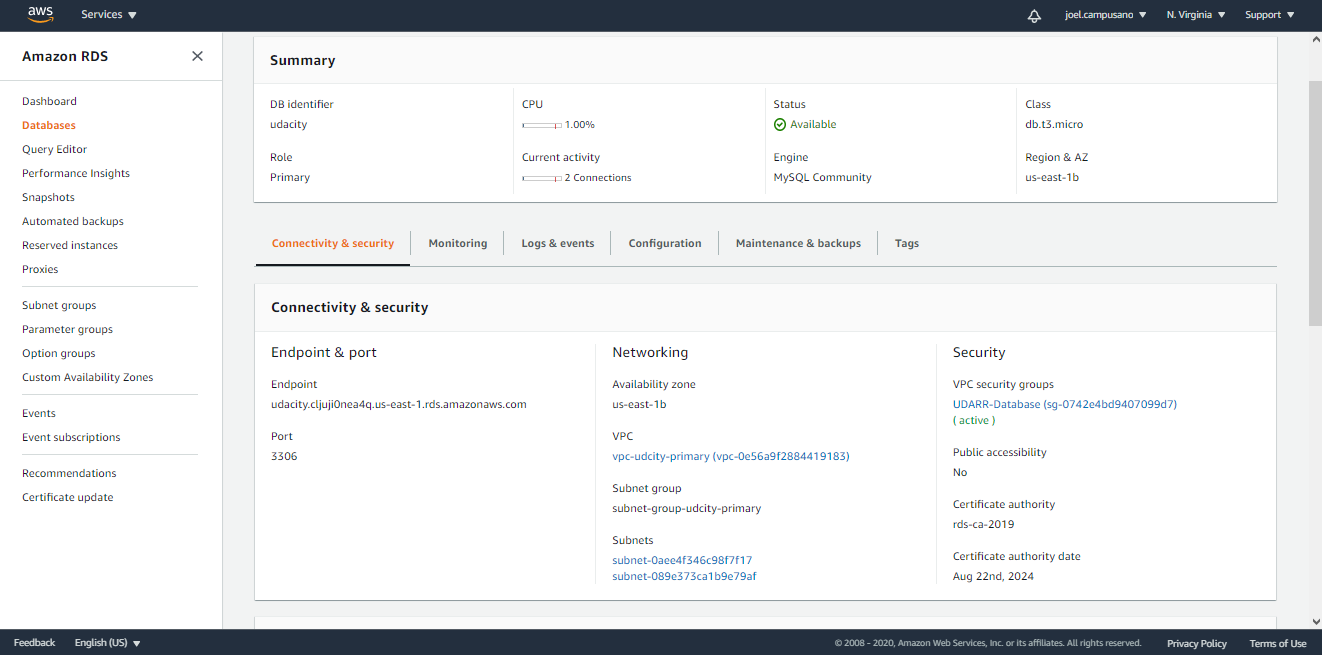 aws
Services
joel.campusano
N. Virginia
Support
Amazon RDS
Dashboard
Databases
Query Editor
Performance Insights
Snapshots
Automated backups
Reserved instances
Proxies
Subnet groups
Parameter groups
Option groups
Custom Availability Zones
Events
Event subscriptions
Recommendations
Certificate update
Summary
DB identifier
udacity
CPU
1.00%
Status
Available
Class
db.t3.micro
Role
Primary
Current activity
2 Connections
Engine
MySQL Community
Region & AZ
us-east-1b
Connectivity & security
Monitoring
Logs & events
Configuration
Maintenance & backups
Tags
Connectivity & security
Endpoint & port
Endpoint
udacity.cljuji0nea4q.us-east-1.rds.amazonaws.com
Port
3306
Networking
Availability zone
us-east-1b
VPC
vpc-udcity-primary (vpc-0e56a9f2884419183)
Subnet group
subnet-group-udcity-primary
Subnets
subnet-0aee4f346c98f7f17
subnet-089e373ca1b9e79af
Security
VPC security groups
UDARR-Database (sg-0742e4bd9407099d7)
( active )
Public accessibility
No
Certificate authority
rds-ca-2019
Certificate authority date
Aug 22nd, 2024
Feedback
English (US)
© 2008 - 2020, Amazon Web Services, Inc. or its affiliates. All rights reserved.
Privacy Policy
Terms of Use